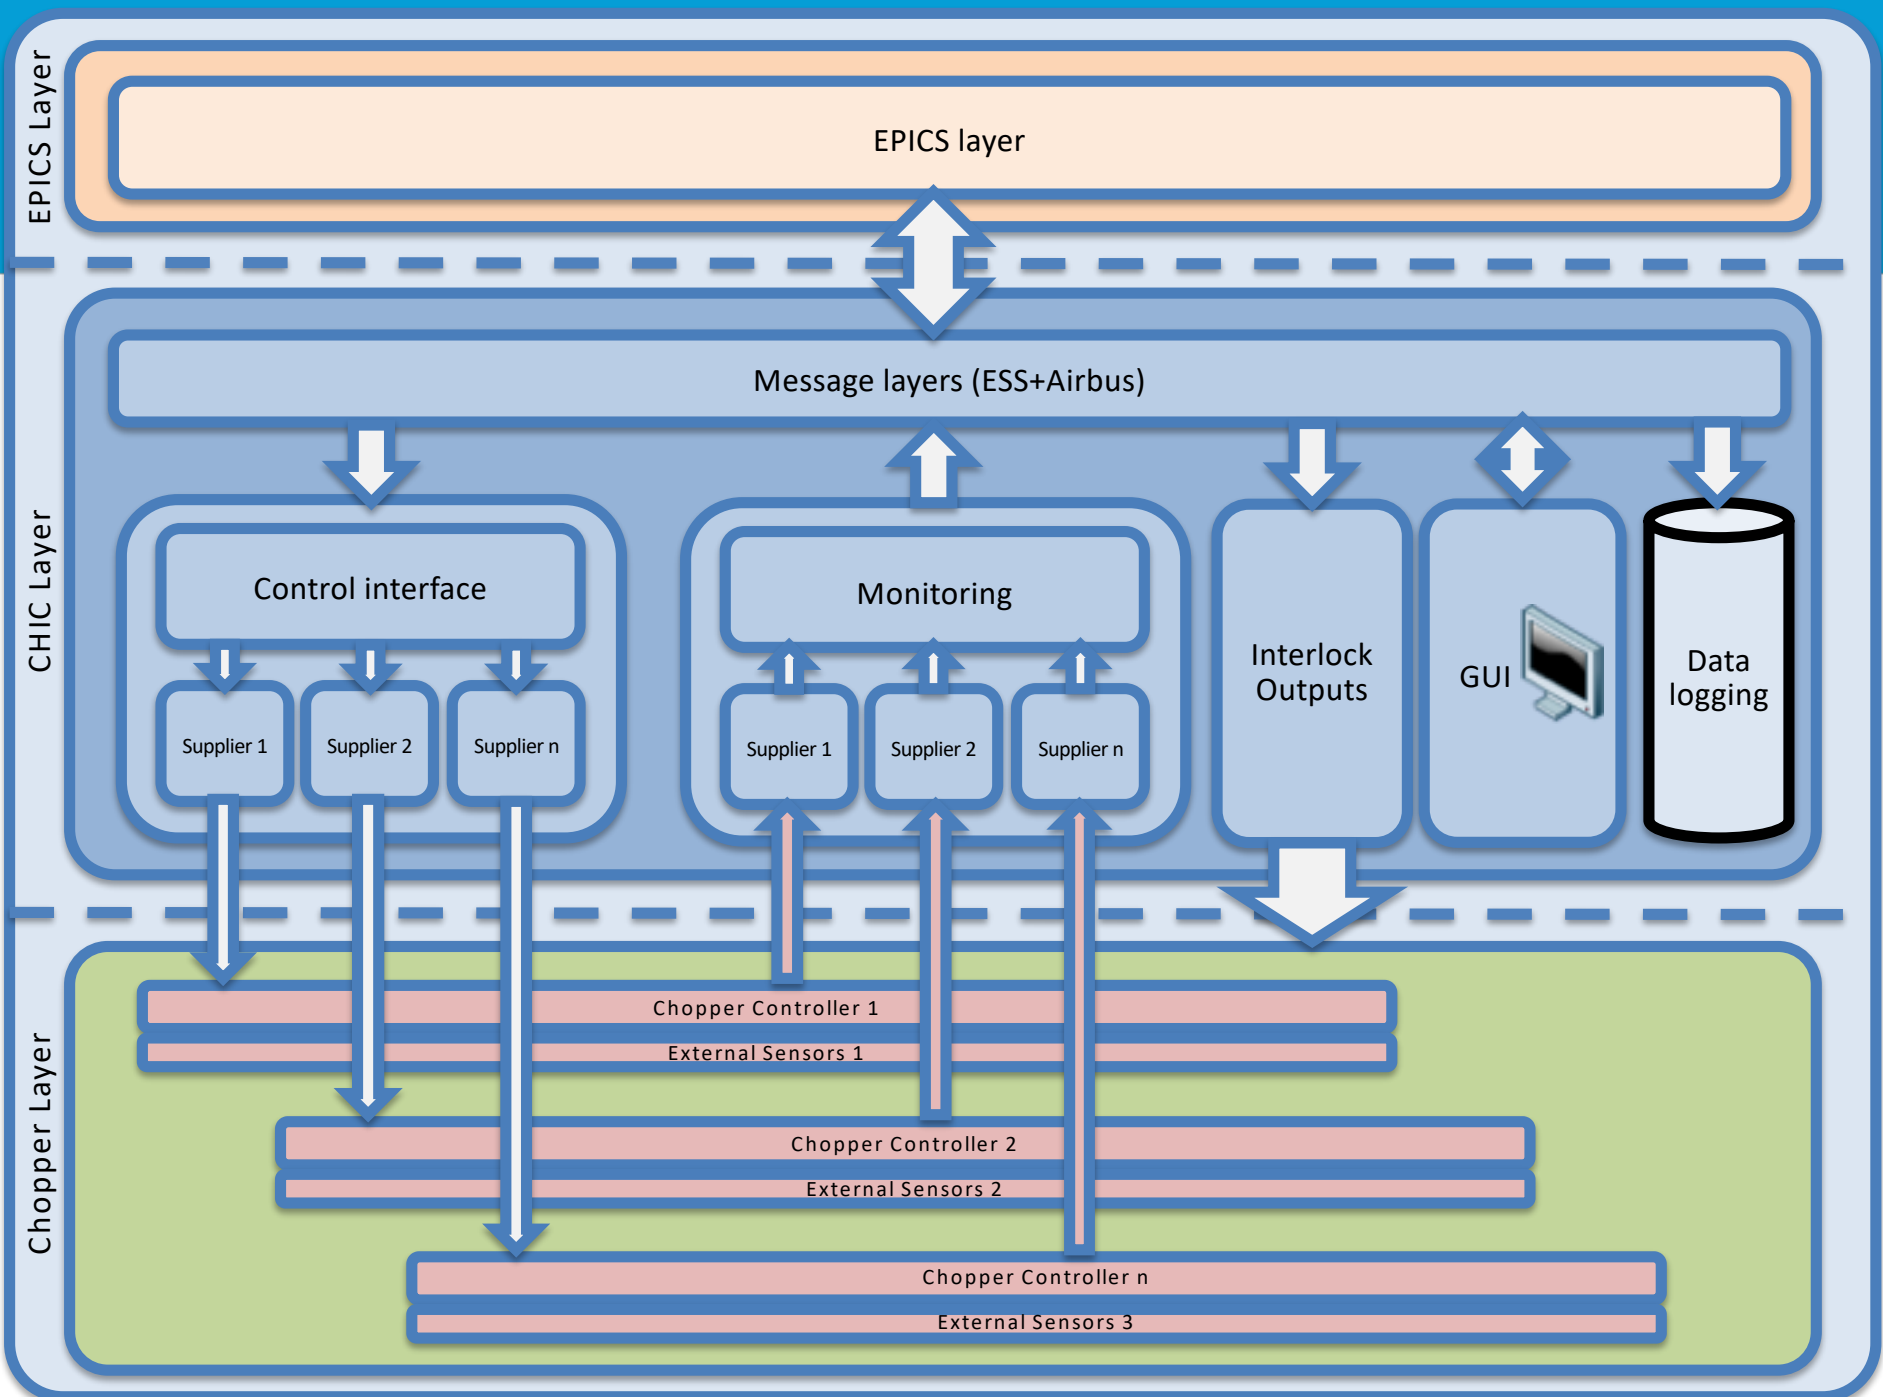 EPICS Layer
EPICS layer
CHIC Layer
Message layers (ESS+Airbus)
Control interface
Supplier 1
Supplier 2
Supplier n
Monitoring
Supplier 1
Supplier 2
Supplier n
Interlock
Outputs
GUI
Data
logging
Chopper Layer
Chopper Controller 1
External Sensors 1
Chopper Controller 2
External Sensors 2
Chopper Controller n
External Sensors 3